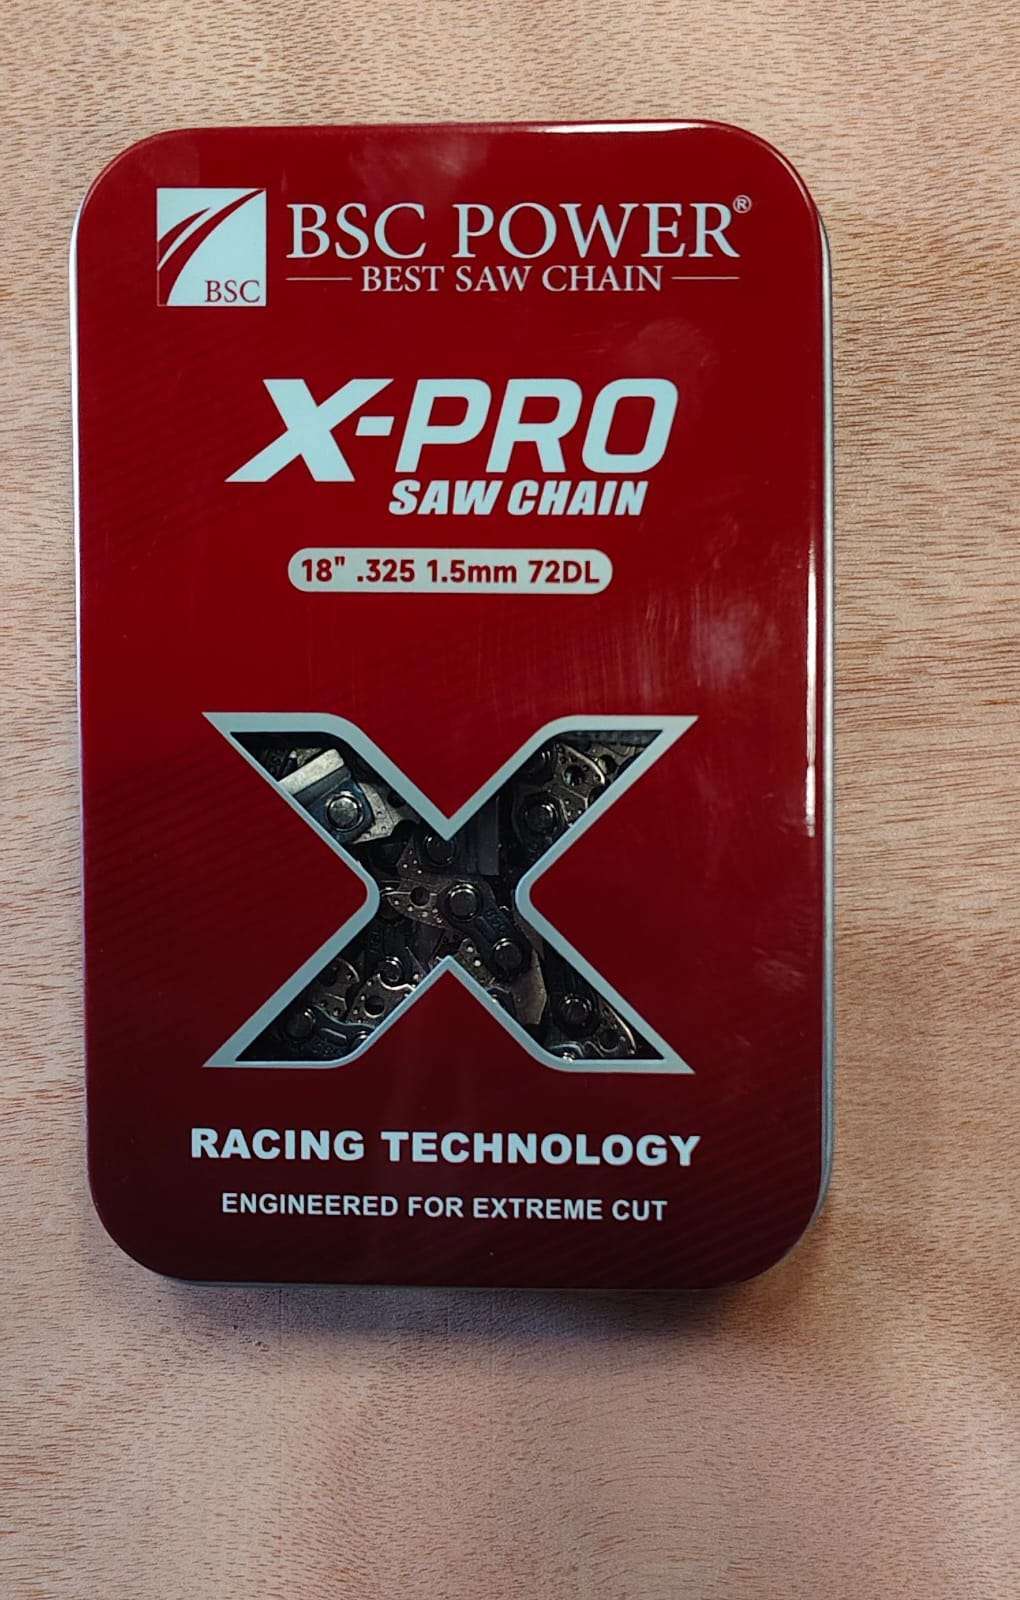 BSC
BSC POWER®
BEST SAW CHAIN
X-PRO
SAW CHAIN
18" .325 1.5mm 72DL
RACING TECHNOLOGY
ENGINEERED FOR EXTREME CUT